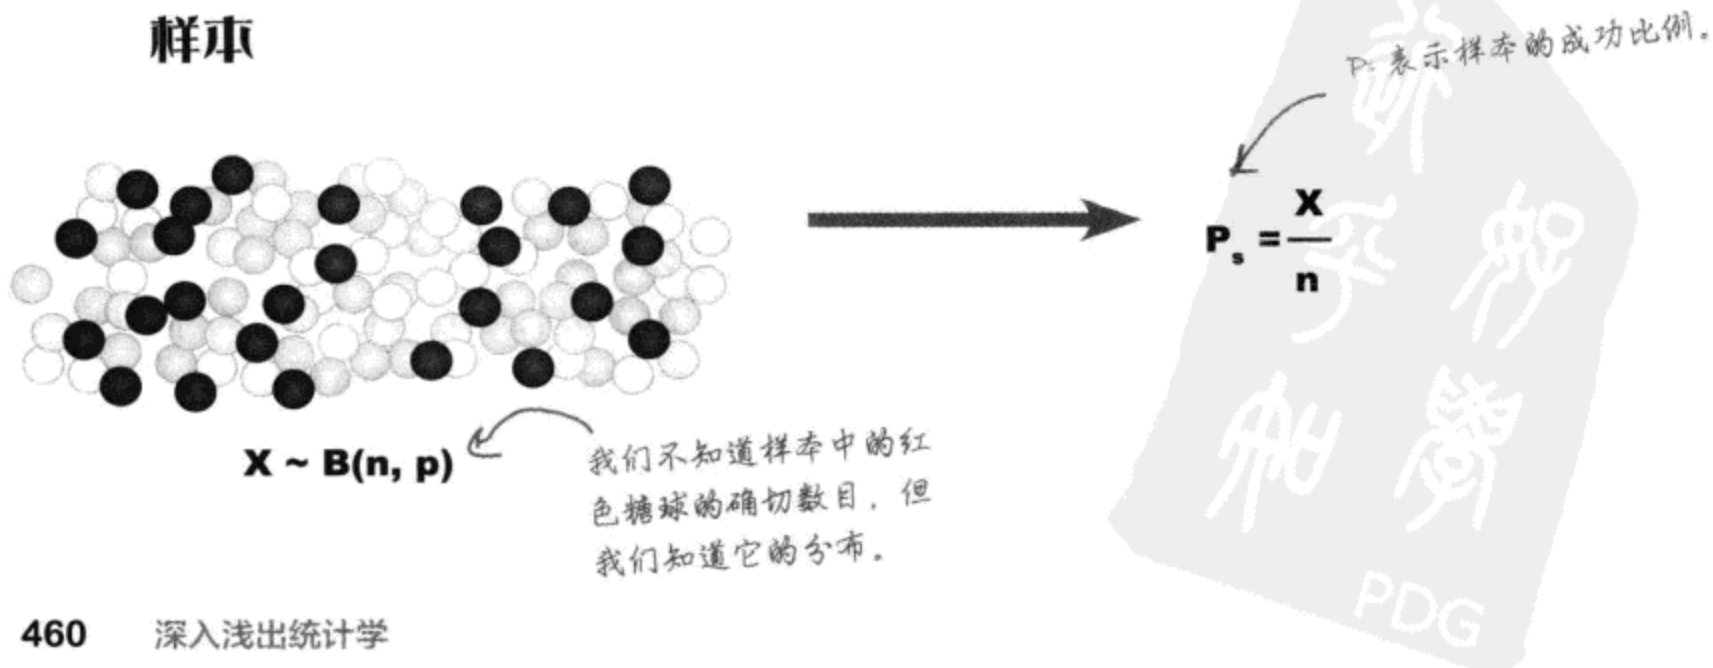 样本
Pₛ表示样本的成功比例。
Pₛ = X/n
X ~ B(n, p)
我们不知道样本中的红
色糖球的确切数目，但
我们知道它的分布。
460 深入浅出统计学
PDG